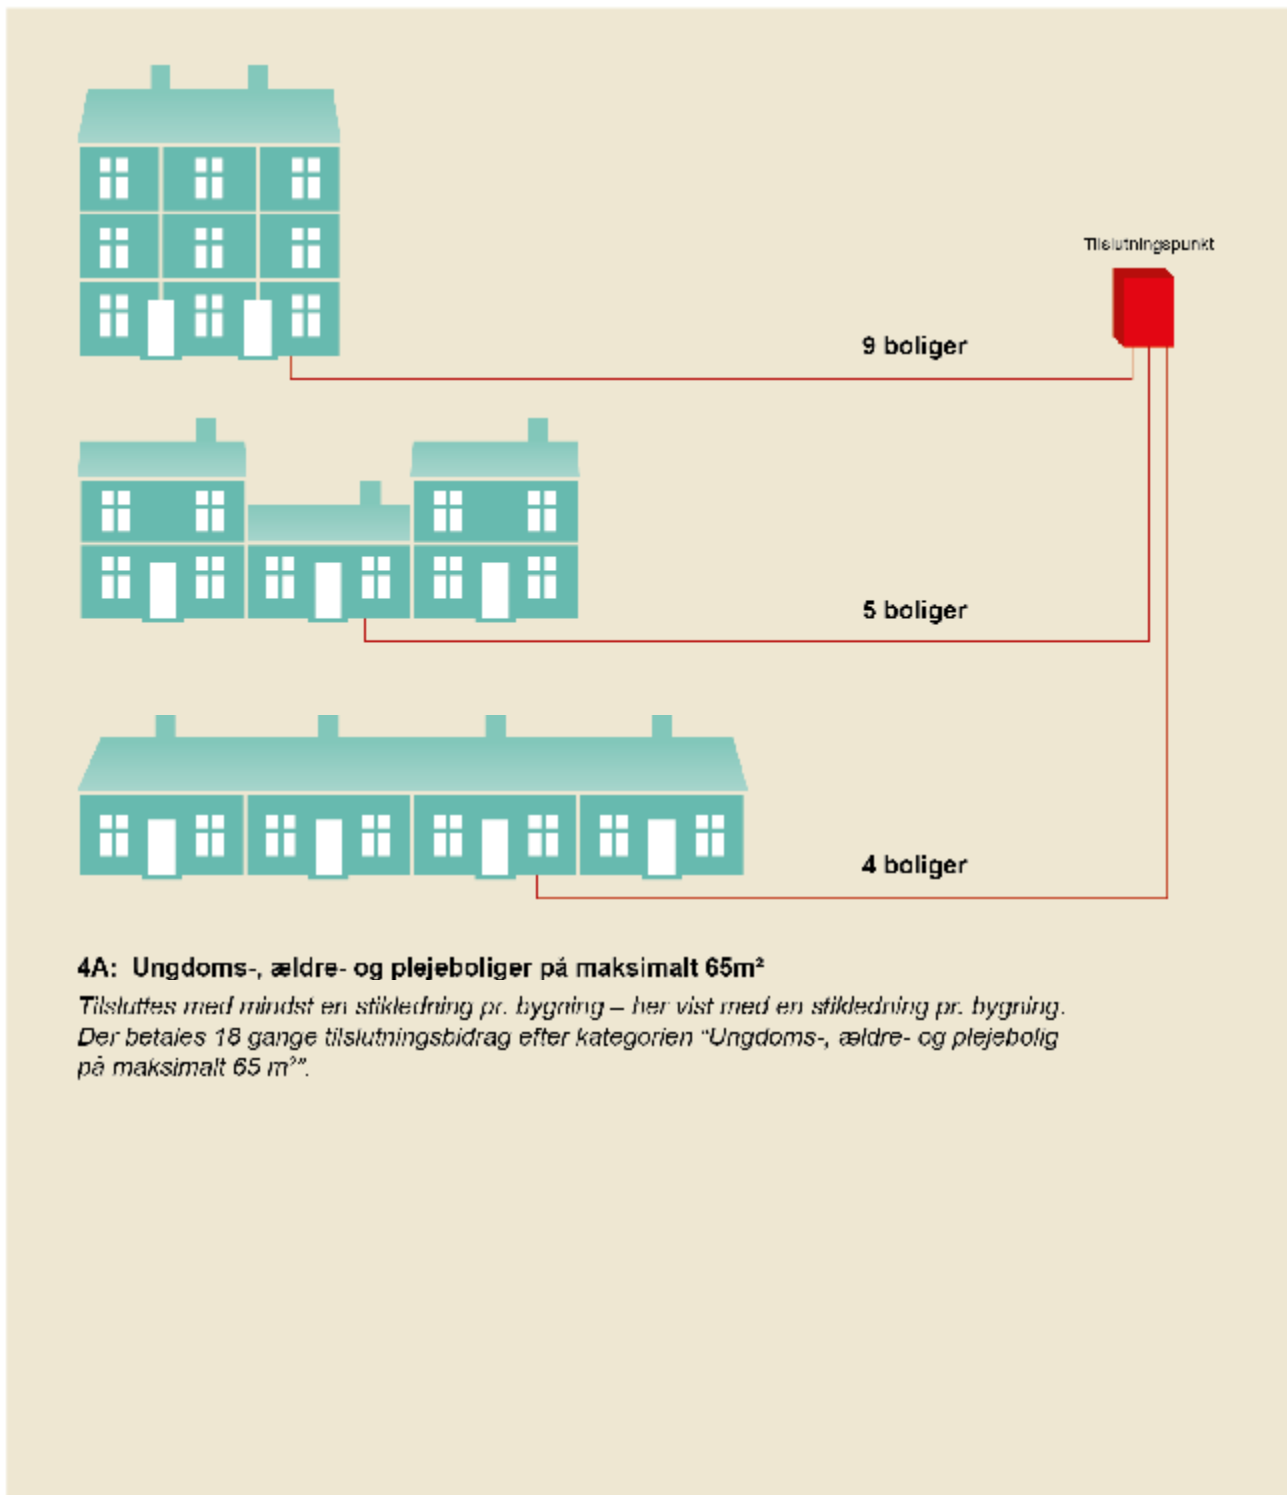 Tilslutningspunkt
9 boliger
5 boliger
4 boliger
4A: Ungdoms-, ældre- og plejeboliger på maksimalt 65m²
Tilsluttes med mindst en stikledning pr. bygning – her vist med en stikledning pr. bygning.
Der betales 18 gange tilslutningsbidrag efter kategorien "Ungdoms-, ældre- og plejebolig
på maksimalt 65 m²".